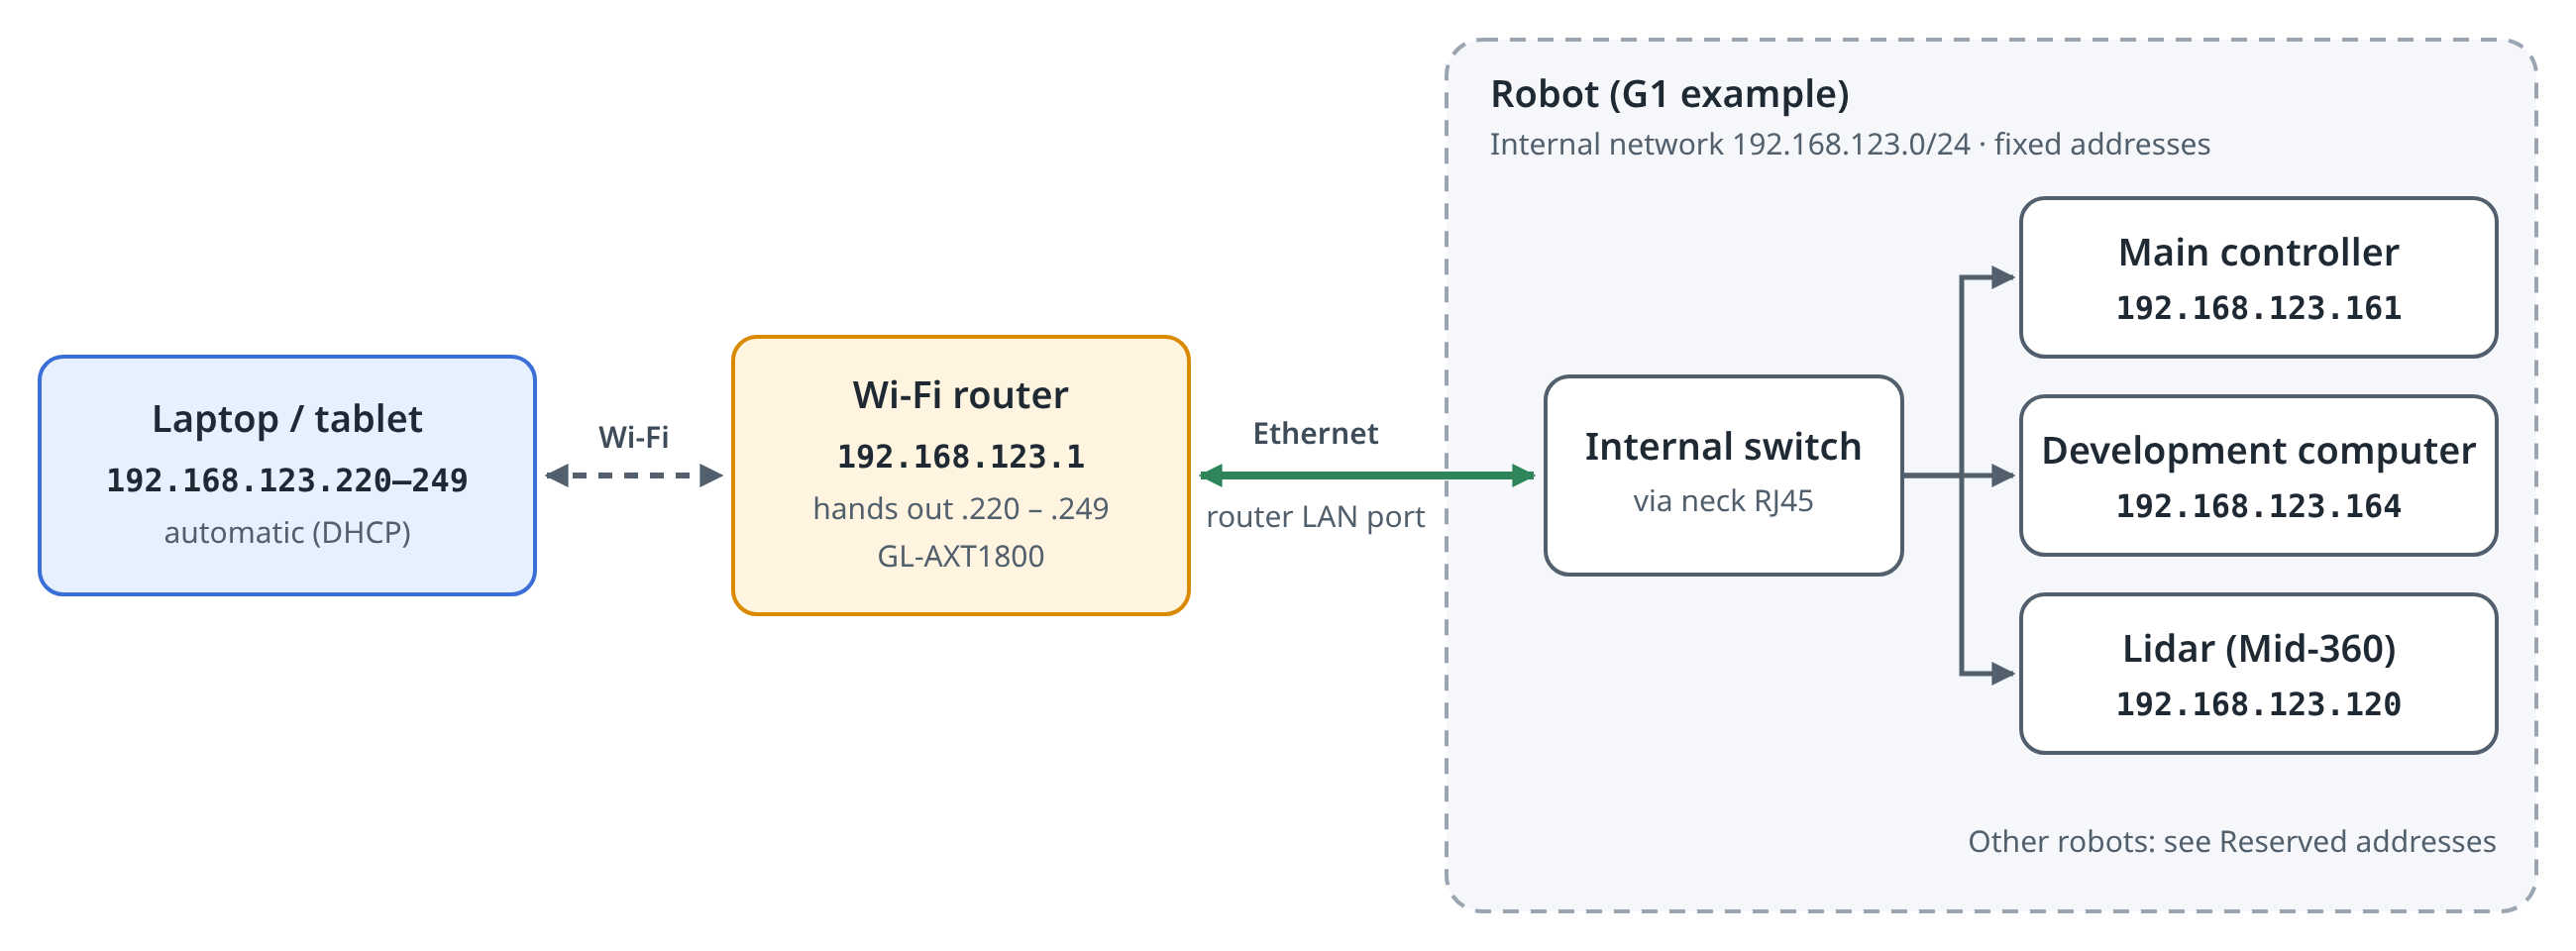 Laptop / tablet
192.168.123.220–249
automatic (DHCP)
Wi-Fi
Wi-Fi router
192.168.123.1
hands out .220 – .249
GL-AXT1800
Ethernet
router LAN port
Robot (G1 example)
Internal network 192.168.123.0/24 · fixed addresses
Internal switch
via neck RJ45
Main controller
192.168.123.161
Development computer
192.168.123.164
Lidar (Mid-360)
192.168.123.120
Other robots: see Reserved addresses